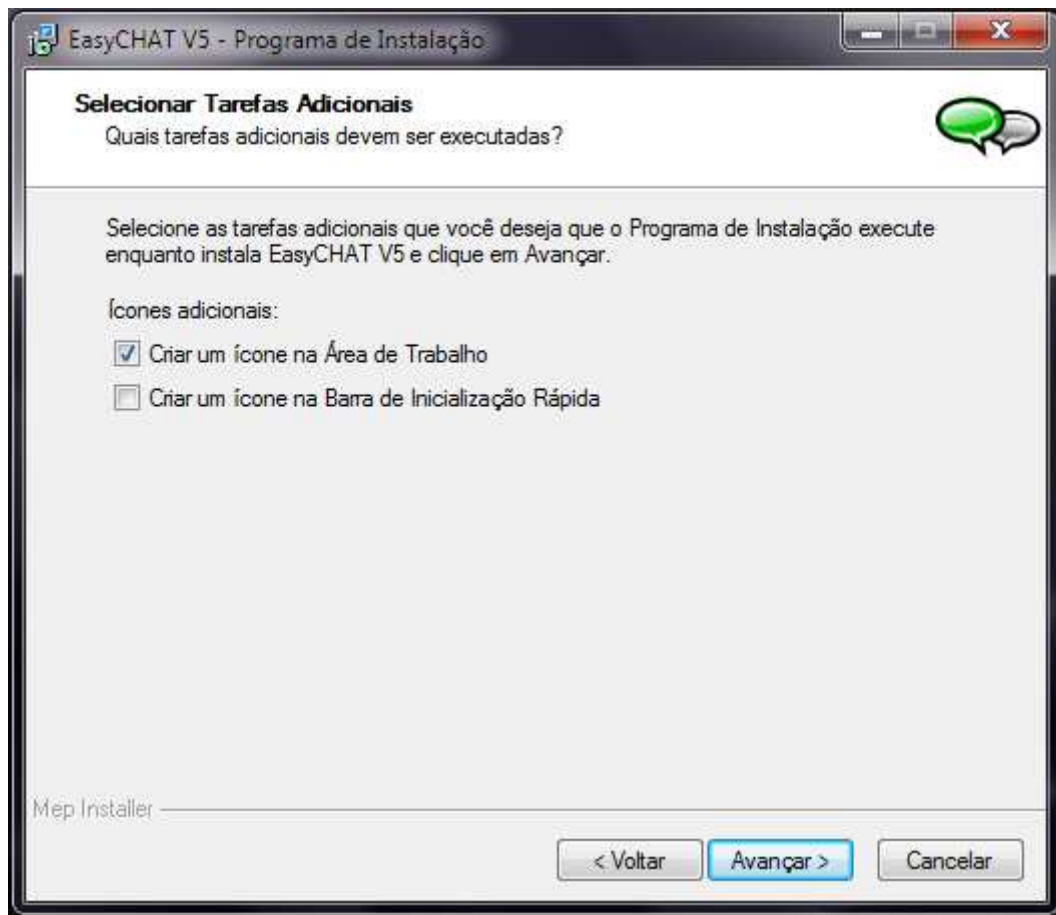 EasyCHAT V5 - Programa de Instalação
Selecionar Tarefas Adicionais
Quais tarefas adicionais devem ser executadas?
Selecione as tarefas adicionais que você deseja que o Programa de Instalação execute
enquanto instala EasyCHAT V5 e clique em Avançar.
Ícones adicionais:
Criar um ícone na Área de Trabalho
Criar um ícone na Barra de Inicialização Rápida
Mep Installer
< Voltar
Avançar >
Cancelar